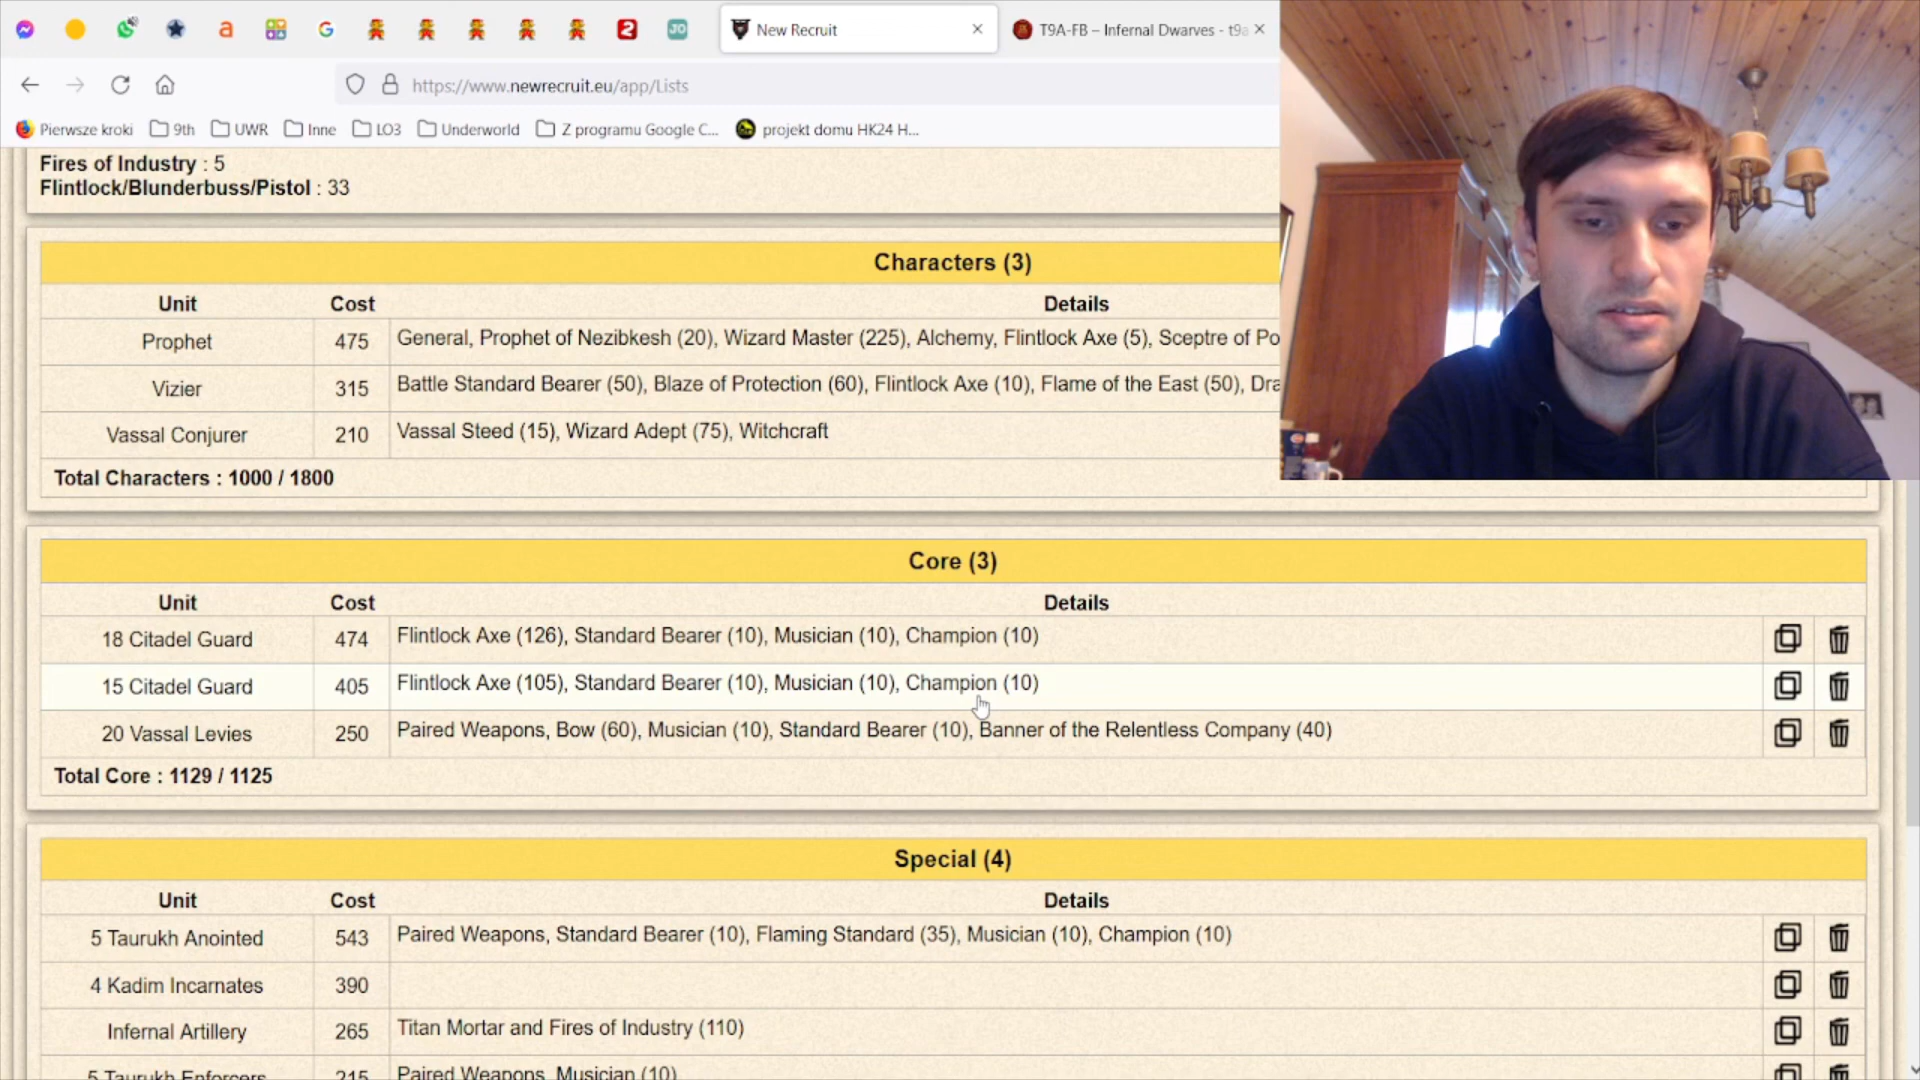 New Recruit
T9A-FB – Infernal Dwarves - t9a
https://www.newrecruit.eu/app/Lists
Pierwsze kroki
9th
UWR
Inne
LO3
Underworld
Z programu Google C...
projekt domu HK24 H...
Fires of Industry : 5
Flintlock/Blunderbuss/Pistol : 33
Characters (3)
Unit Cost Details
Prophet 475 General, Prophet of Nezibkesh (20), Wizard Master (225), Alchemy, Flintlock Axe (5), Sceptre of Po
Vizier 315 Battle Standard Bearer (50), Blaze of Protection (60), Flintlock Axe (10), Flame of the East (50), Dra
Vassal Conjurer 210 Vassal Steed (15), Wizard Adept (75), Witchcraft
Total Characters : 1000 / 1800
Core (3)
Unit Cost Details
18 Citadel Guard 474 Flintlock Axe (126), Standard Bearer (10), Musician (10), Champion (10)
15 Citadel Guard 405 Flintlock Axe (105), Standard Bearer (10), Musician (10), Champion (10)
20 Vassal Levies 250 Paired Weapons, Bow (60), Musician (10), Standard Bearer (10), Banner of the Relentless Company (40)
Total Core : 1129 / 1125
Special (4)
Unit Cost Details
5 Taurukh Anointed 543 Paired Weapons, Standard Bearer (10), Flaming Standard (35), Musician (10), Champion (10)
4 Kadim Incarnates 390
Infernal Artillery 265 Titan Mortar and Fires of Industry (110)
5 Taurukh Enforcers 215 Paired Weapons, Musician (10)